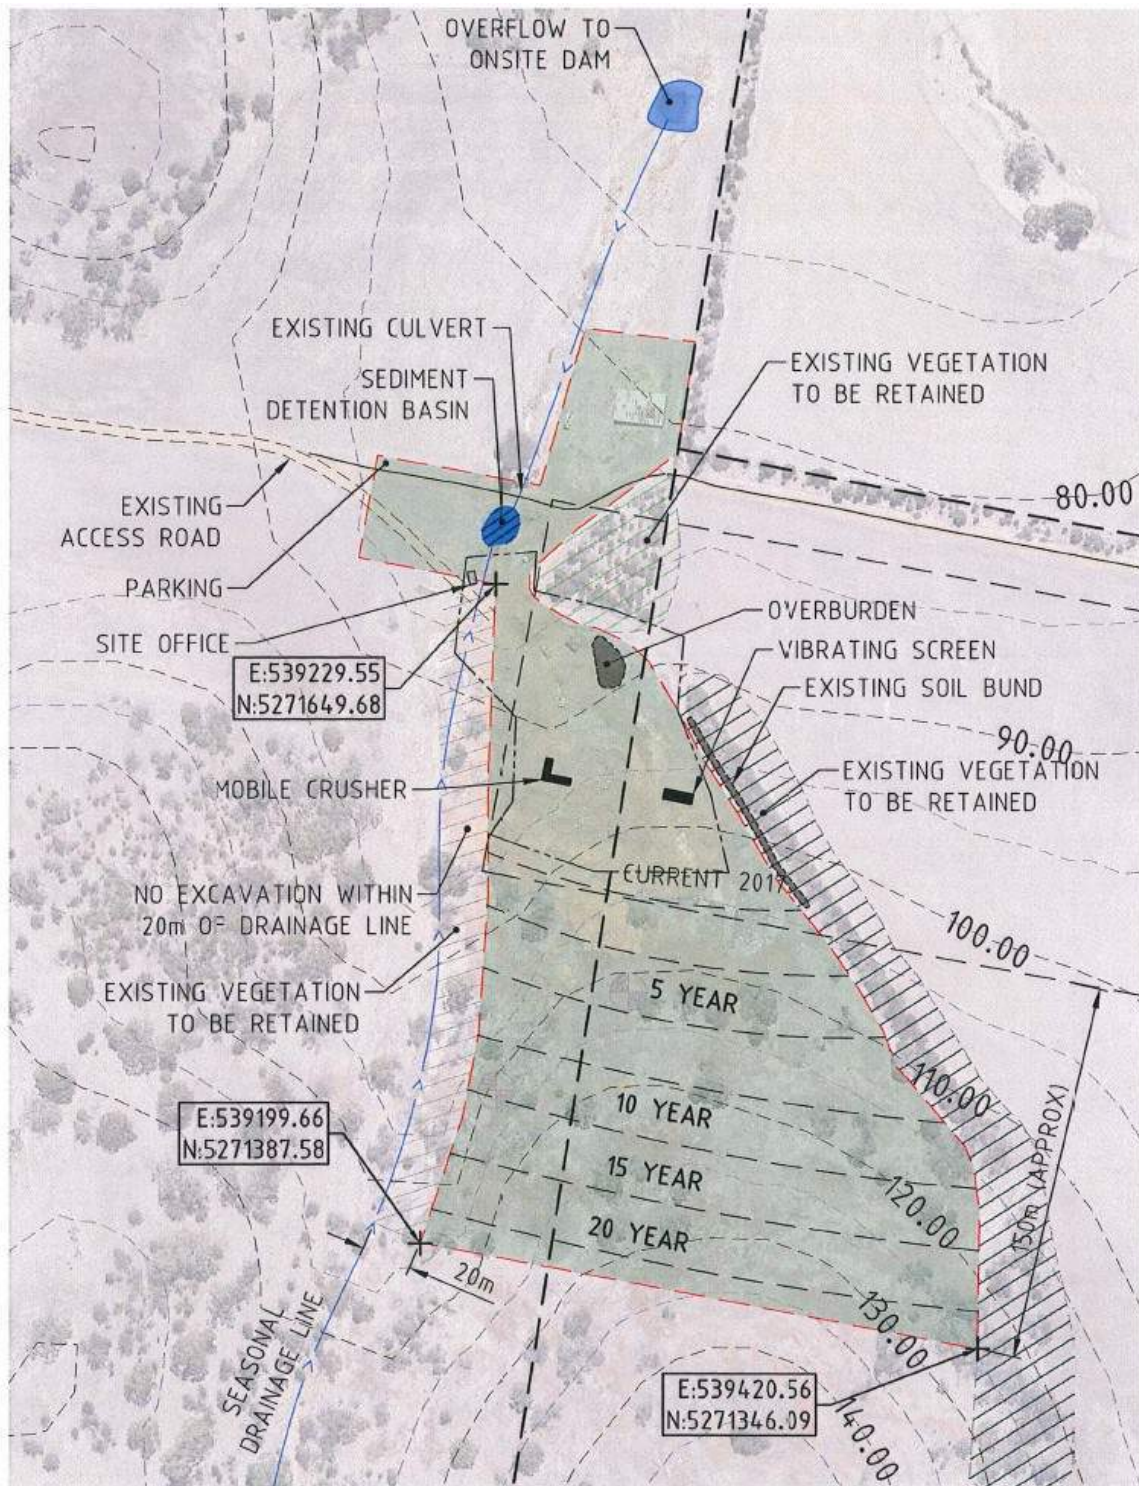 OVERFLOW TO
ONSITE DAM
EXISTING CULVERT
SEDIMENT
DETENTION BASIN
EXISTING VEGETATION
TO BE RETAINED
80.00
EXISTING
ACCESS ROAD
PARKING
SITE OFFICE
E:539229.55
N:5271649.68
OVERBURDEN
VIBRATING SCREEN
EXISTING SOIL BUND
90.00
EXISTING VEGETATION
TO BE RETAINED
MOBILE CRUSHER
CURRENT 2017
NO EXCAVATION WITHIN
20m OF DRAINAGE LINE
100.00
EXISTING VEGETATION
TO BE RETAINED
5 YEAR
110.00
10 YEAR
E:539199.66
N:5271387.58
15 YEAR
120.00
150m (APPROX)
20 YEAR
20m
130.00
SEASONAL
DRAINAGE LINE
E:539420.56
N:5271346.09
140.00